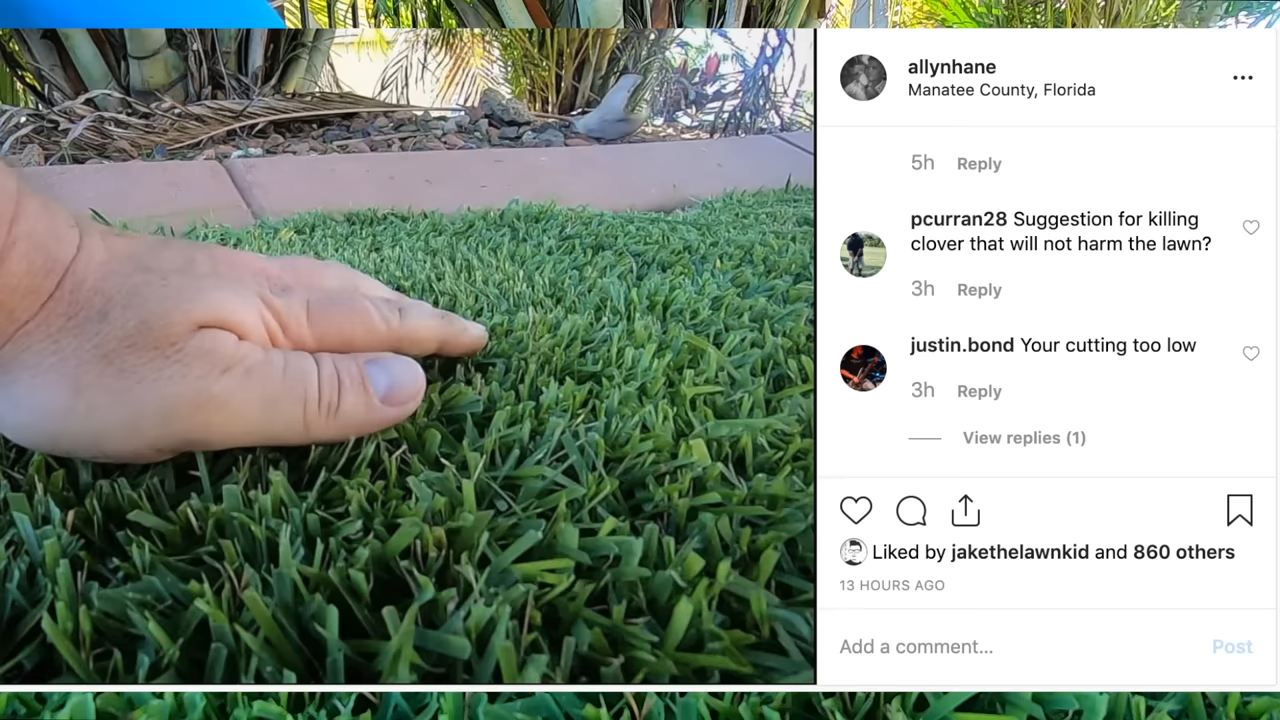 allynhane
Manatee County, Florida
5h Reply
pcurran28 Suggestion for killing
clover that will not harm the lawn?
3h Reply
justin.bond Your cutting too low
3h Reply
View replies (1)
Liked by jakethelawnkid and 860 others
13 HOURS AGO
Add a comment... Post